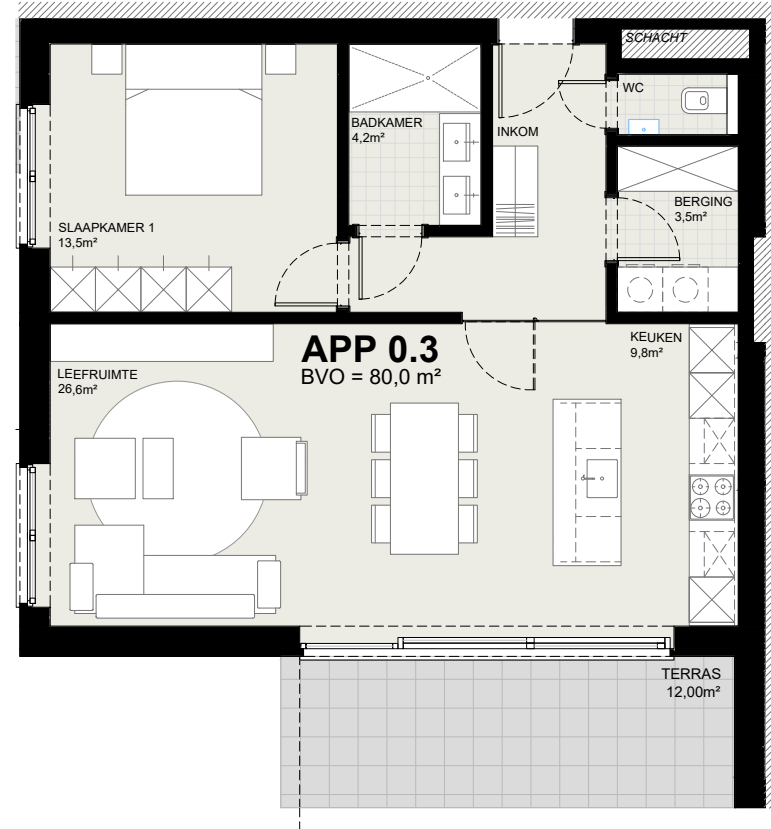 SCHACHT
WC
BADKAMER
4,2m²
INKOM
BERGING
3,5m²
SLAAPKAMER 1
13,5m²
APP 0.3
BVO = 80,0 m²
KEUKEN
9,8m²
LEEFRUIMTE
26,6m²
TERRAS
12,00m²